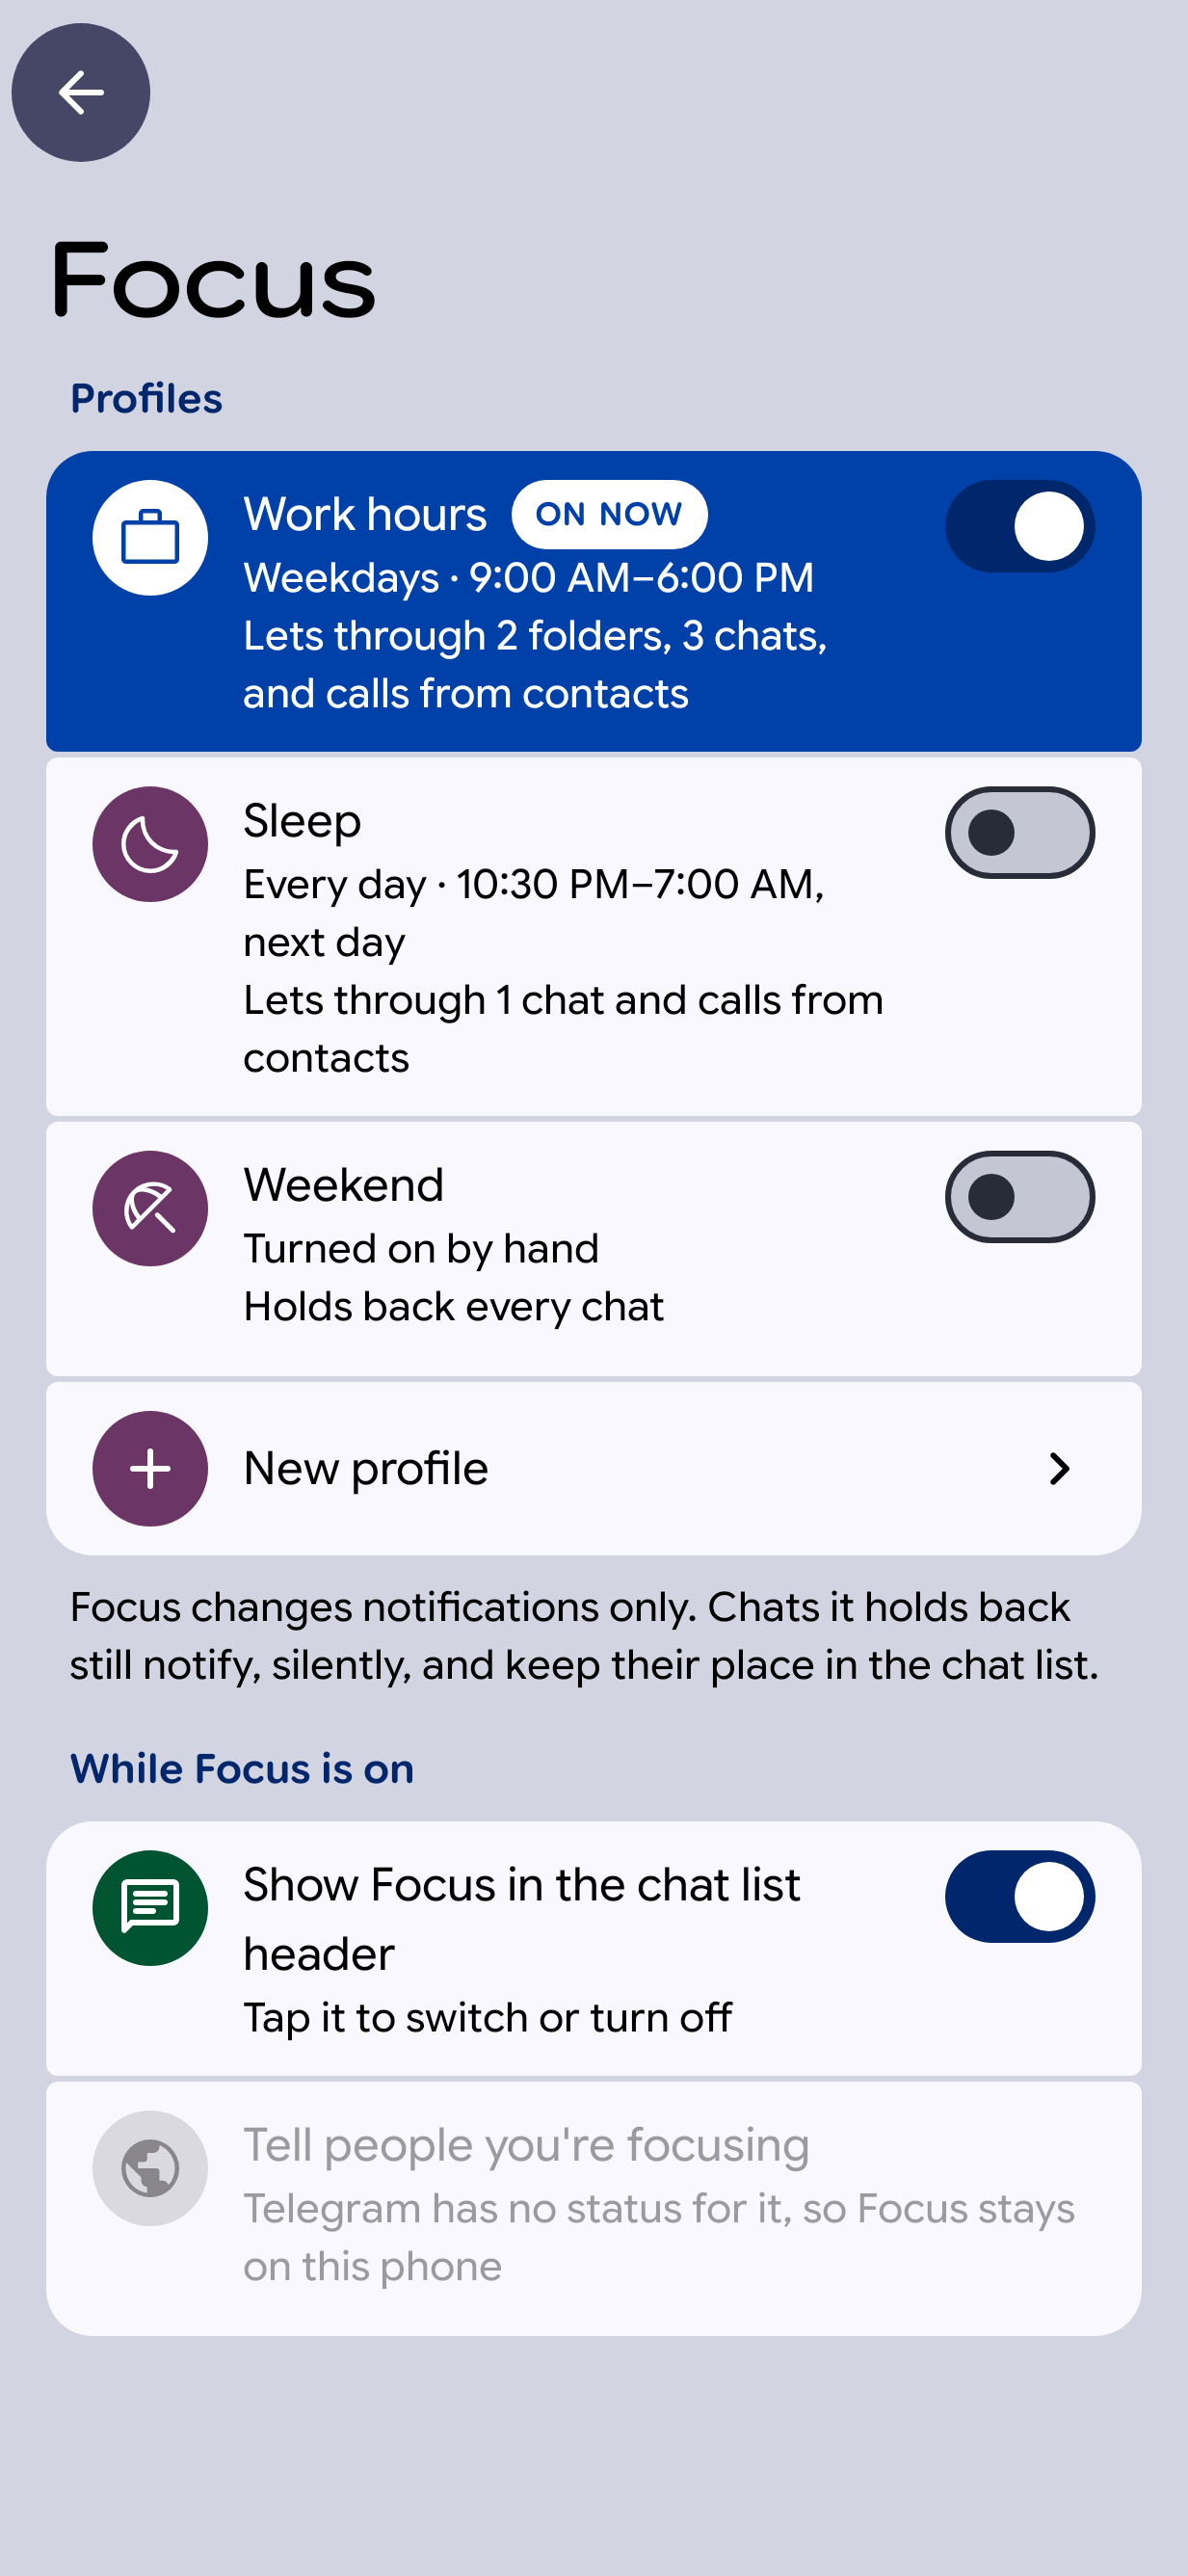 Focus
Profiles
Work hours ON NOW
Weekdays · 9:00 AM–6:00 PM
Lets through 2 folders, 3 chats,
and calls from contacts
Sleep
Every day · 10:30 PM–7:00 AM,
next day
Lets through 1 chat and calls from
contacts
Weekend
Turned on by hand
Holds back every chat
New profile
Focus changes notifications only. Chats it holds back
still notify, silently, and keep their place in the chat list.
While Focus is on
Show Focus in the chat list
header
Tap it to switch or turn off
Tell people you're focusing
Telegram has no status for it, so Focus stays
on this phone